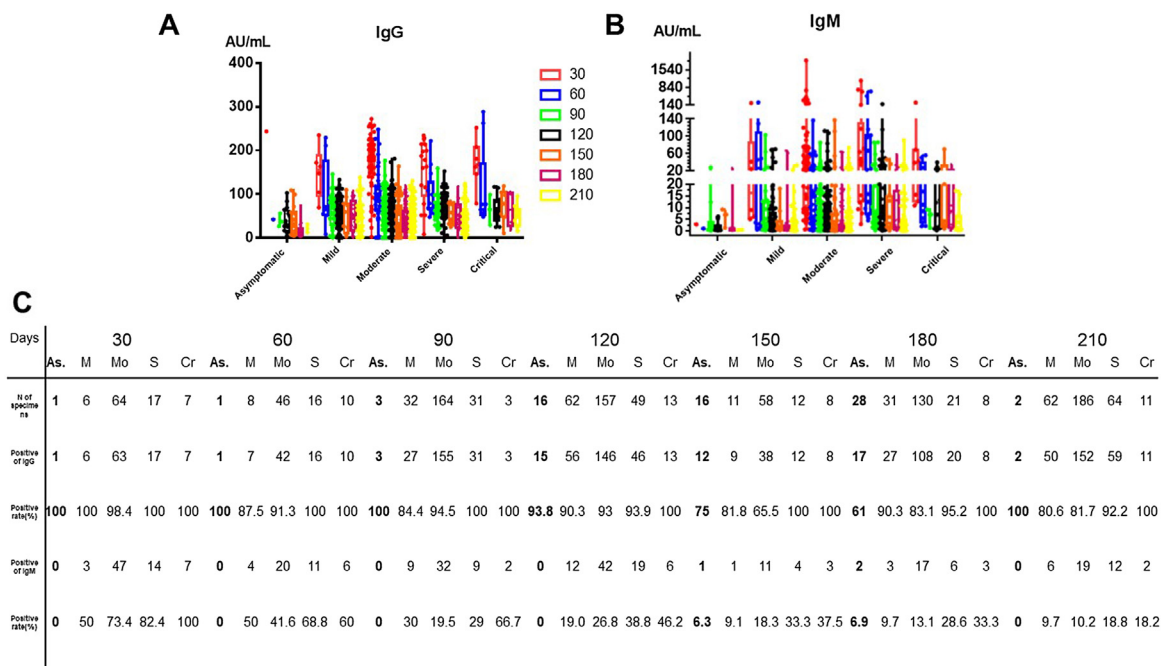 A
IgG
AU/mL
400
300
200
100
0
Asymptomatic
Mild
Moderate
Severe
Critical
30
60
90
120
150
180
210
B
IgM
AU/mL
1540
840
140
140
100
60
20
20
15
10
5
0
Asymptomatic
Mild
Moderate
Severe
Critical
C
Days 30 60 90 120 150 180 210
As. M Mo S Cr As. M Mo S Cr As. M Mo S Cr As. M Mo S Cr As. M Mo S Cr As. M Mo S Cr As. M Mo S Cr
N of
specime
ns
1 6 64 17 7 1 8 46 16 10 3 32 164 31 3 16 62 157 49 13 16 11 58 12 8 28 31 130 21 8 2 62 186 64 11
Positive
of IgG
1 6 63 17 7 1 7 42 16 10 3 27 155 31 3 15 56 146 46 13 12 9 38 12 8 17 27 108 20 8 2 50 152 59 11
Positive
rate(%)
100 100 98.4 100 100 100 87.5 91.3 100 100 100 84.4 94.5 100 100 93.8 90.3 93 93.9 100 75 81.8 65.5 100 100 61 90.3 83.1 95.2 100 100 80.6 81.7 92.2 100
Positive
of IgM
0 3 47 14 7 0 4 20 11 6 0 9 32 9 2 0 12 42 19 6 1 1 11 4 3 2 3 17 6 3 0 6 19 12 2
Positive
rate(%)
0 50 73.4 82.4 100 0 50 41.6 68.8 60 0 30 19.5 29 66.7 0 19.0 26.8 38.8 46.2 6.3 9.1 18.3 33.3 37.5 6.9 9.7 13.1 28.6 33.3 0 9.7 10.2 18.8 18.2